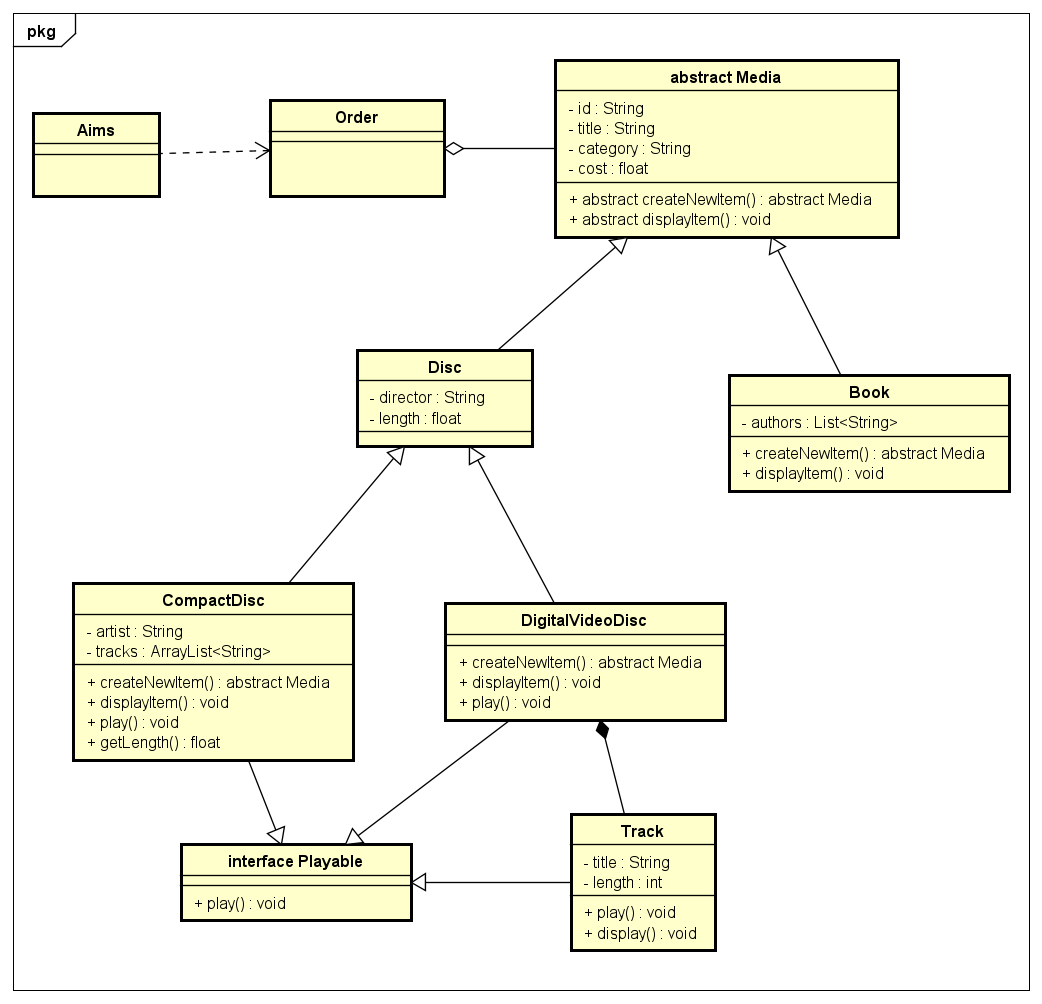 pkg
Aims
Order
abstract Media
- id : String
- title : String
- category : String
- cost : float
+ abstract createNewItem() : abstract Media
+ abstract displayItem() : void
Disc
- director : String
- length : float
Book
- authors : List<String>
+ createNewItem() : abstract Media
+ displayItem() : void
CompactDisc
- artist : String
- tracks : ArrayList<String>
+ createNewItem() : abstract Media
+ displayItem() : void
+ play() : void
+ getLength() : float
DigitalVideoDisc
+ createNewItem() : abstract Media
+ displayItem() : void
+ play() : void
interface Playable
+ play() : void
Track
- title : String
- length : int
+ play() : void
+ display() : void